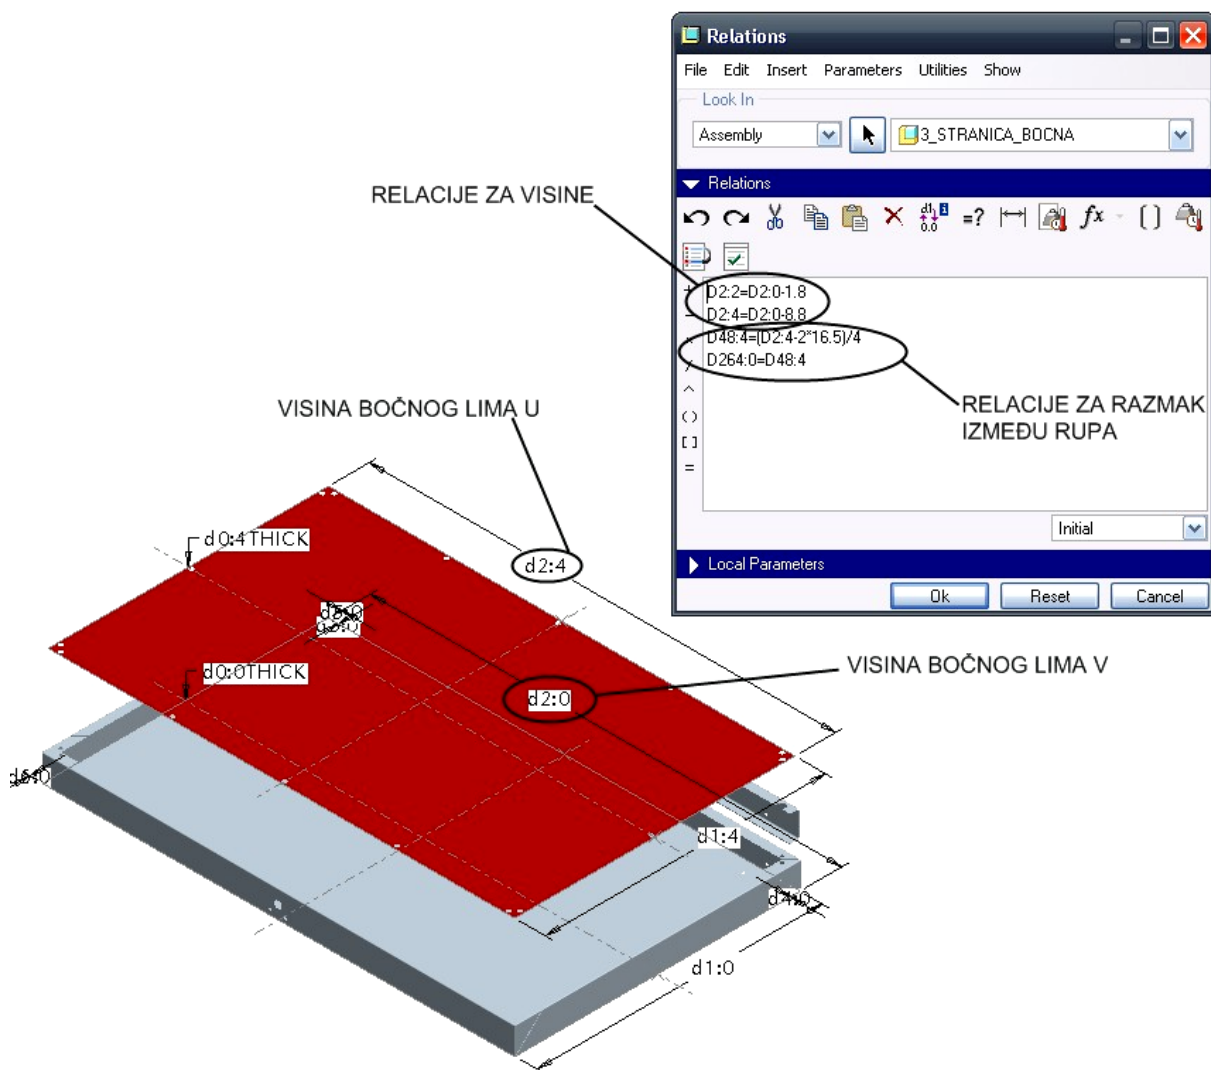 Relations
File Edit Insert Parameters Utilities Show
Look In
Assembly
3_STRANICA_BOCNA
Relations
RELACIJE ZA VISINE
=? fx [ ]
+
D2:2=D2:0-1.8
-
D2:4=D2:0-8.8
D48:4=(D2:4-2*16.5)/4
/
D264:0=D48:4
^
( )
[ ]
=
RELACIJE ZA RAZMAK
IZMEĐU RUPA
Initial
Local Parameters
Ok Reset Cancel
VISINA BOČNOG LIMA U
d0:4THICK
d2:4
d0:0THICK
d2:0
VISINA BOČNOG LIMA V
d1:4
d1:0